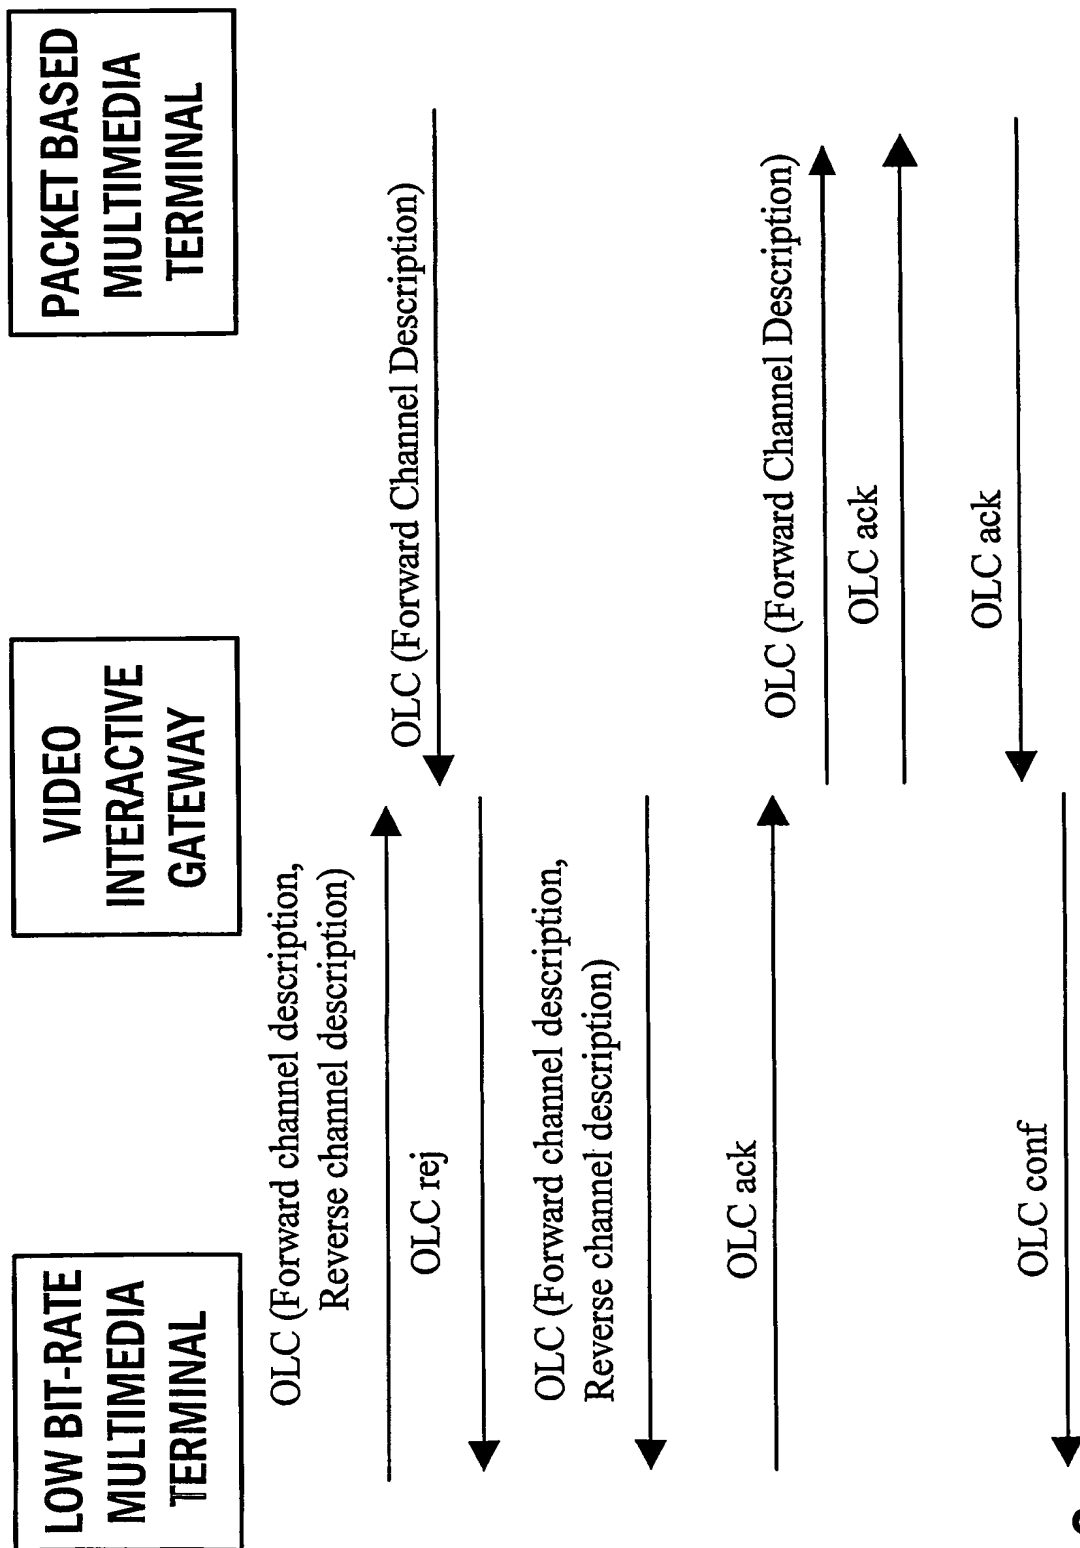 LOW BIT-RATE
MULTIMEDIA
TERMINAL
VIDEO
INTERACTIVE
GATEWAY
PACKET BASED
MULTIMEDIA
TERMINAL
OLC (Forward channel description,
Reverse channel description)
OLC (Forward Channel Description)
OLC rej
OLC (Forward channel description,
Reverse channel description)
OLC ack
OLC (Forward Channel Description)
OLC ack
OLC ack
OLC conf